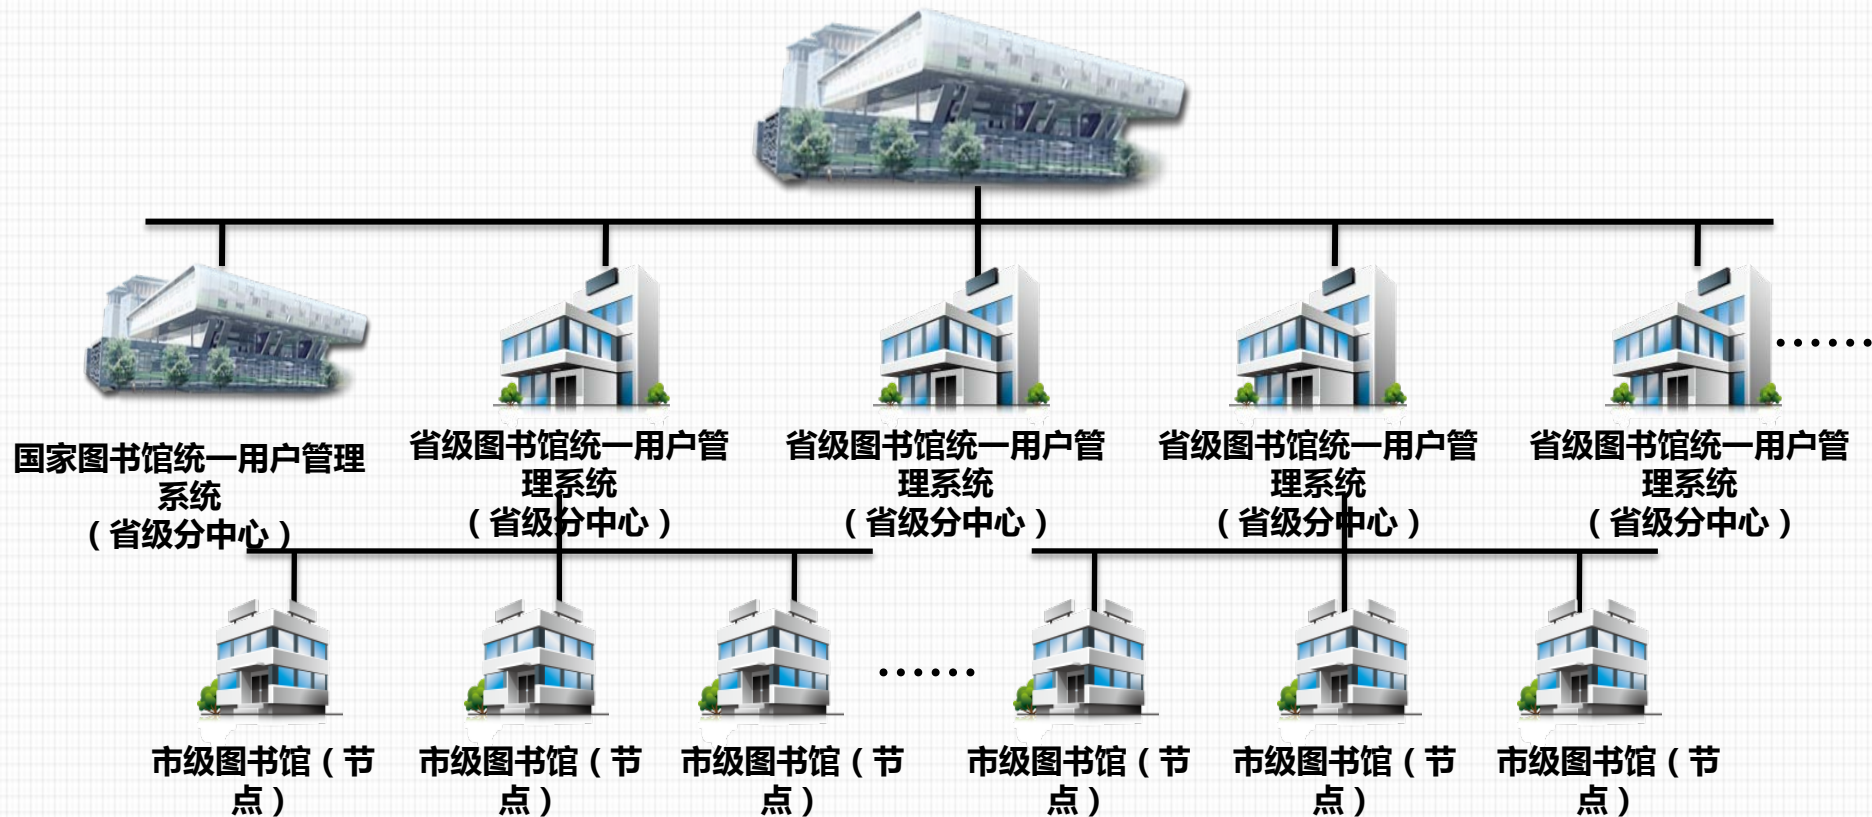 国家图书馆统一用户管理
系统
（省级分中心）
省级图书馆统一用户管
理系统
（省级分中心）
省级图书馆统一用户管
理系统
（省级分中心）
省级图书馆统一用户管
理系统
（省级分中心）
省级图书馆统一用户管
理系统
（省级分中心）
……
市级图书馆（节
点）
市级图书馆（节
点）
市级图书馆（节
点）
……
市级图书馆（节
点）
市级图书馆（节
点）
市级图书馆（节
点）